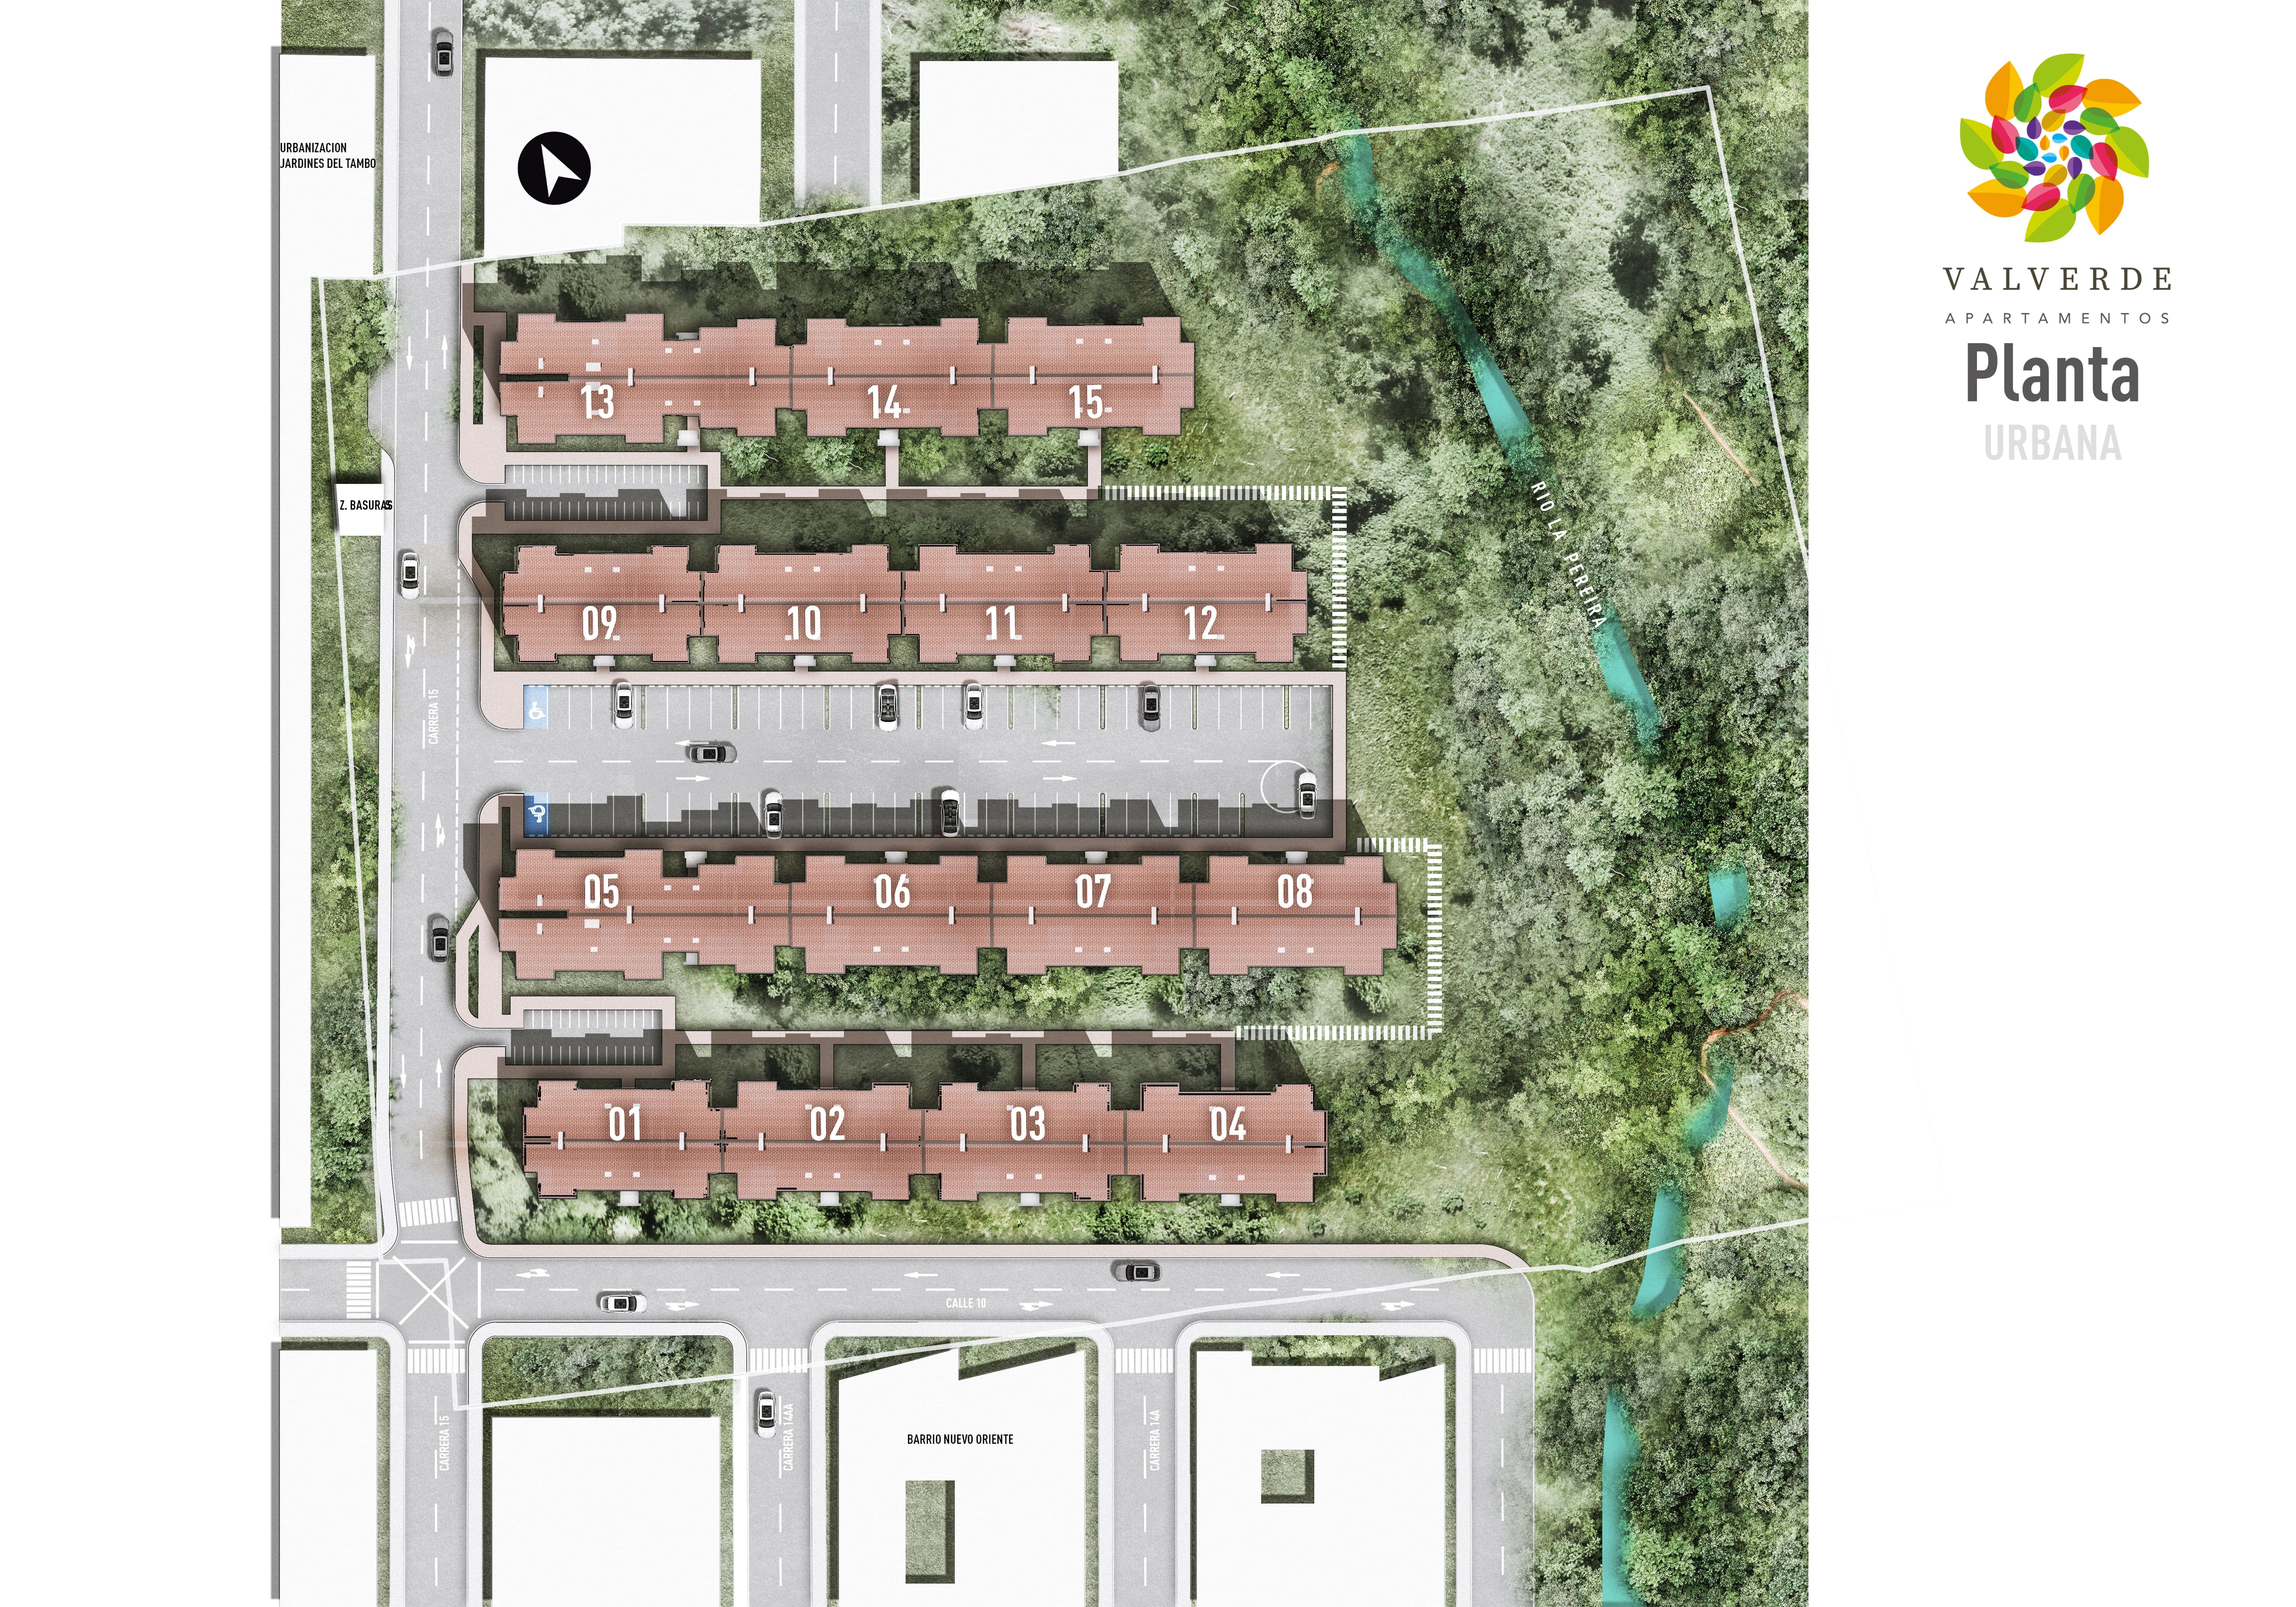 VALVERDE
APARTAMENTOS
Planta
URBANA
URBANIZACION
JARDINES DEL TAMBO
Z. BASURAS
13
14
15
RIO LA PEREIRA
09
10
11
12
CARRERA 15
05
06
07
08
01
02
03
04
CALLE 10
CARRERA 15
CARRERA 14AA
BARRIO NUEVO ORIENTE
CARRERA 14A